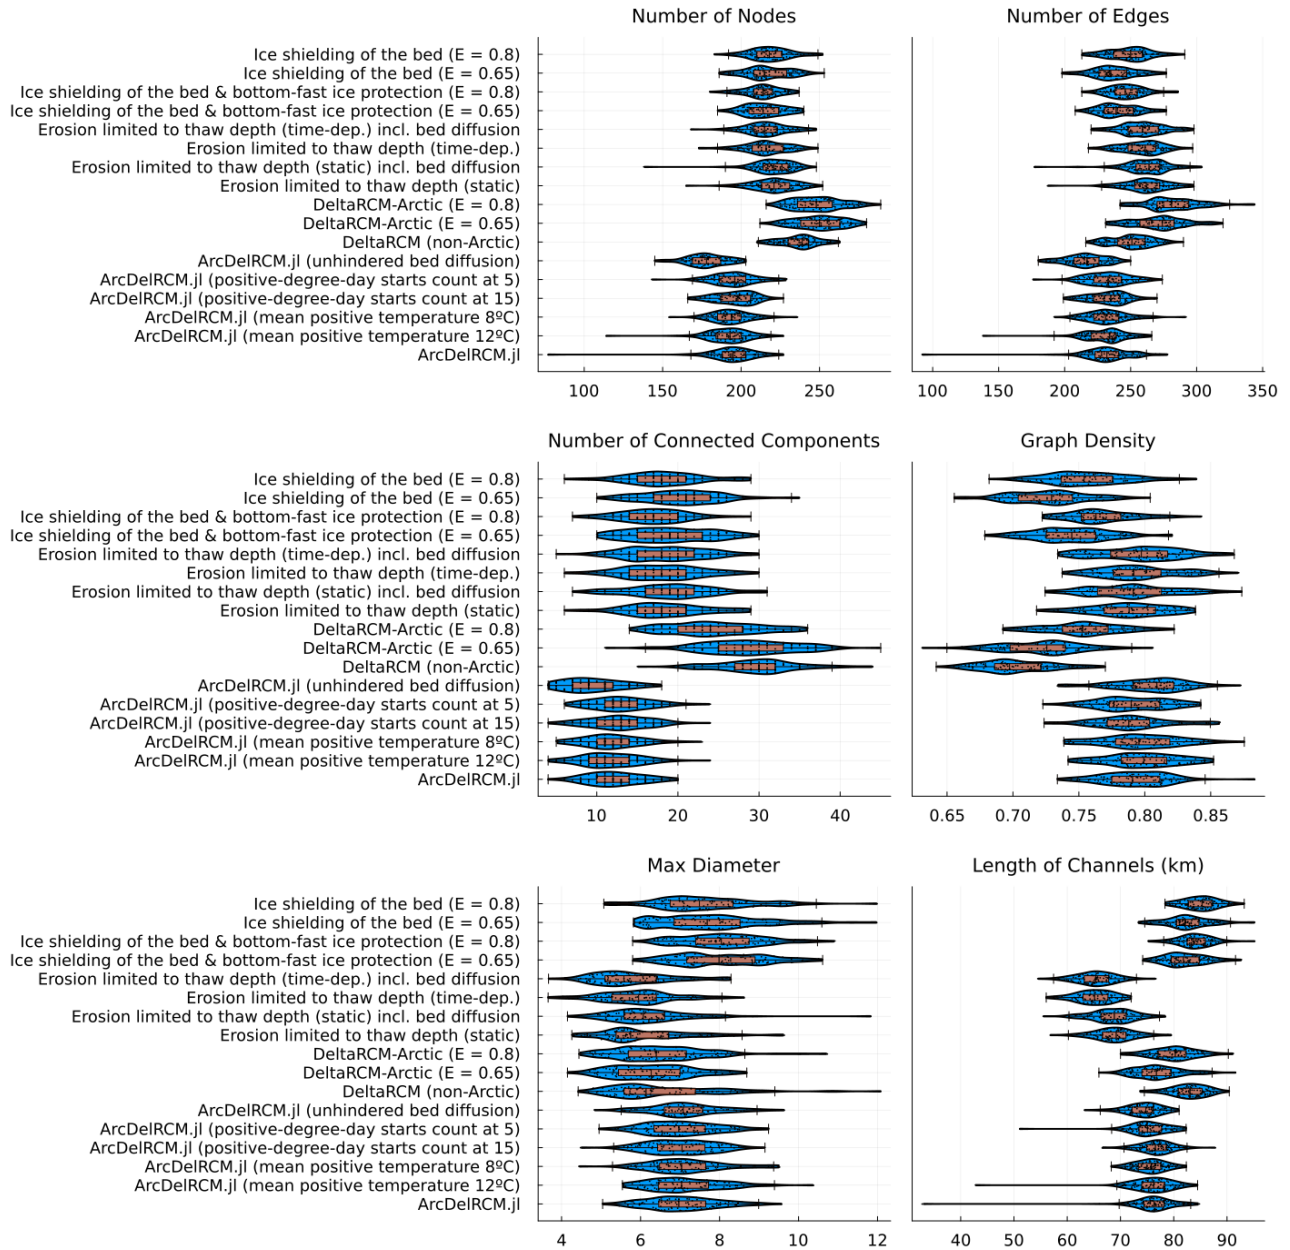 Number of Nodes
Number of Edges
Ice shielding of the bed (E = 0.8)
Ice shielding of the bed (E = 0.65)
Ice shielding of the bed & bottom-fast ice protection (E = 0.8)
Ice shielding of the bed & bottom-fast ice protection (E = 0.65)
Erosion limited to thaw depth (time-dep.) incl. bed diffusion
Erosion limited to thaw depth (time-dep.)
Erosion limited to thaw depth (static) incl. bed diffusion
Erosion limited to thaw depth (static)
DeltaRCM-Arctic (E = 0.8)
DeltaRCM-Arctic (E = 0.65)
DeltaRCM (non-Arctic)
ArcDelRCM.jl (unhindered bed diffusion)
ArcDelRCM.jl (positive-degree-day starts count at 5)
ArcDelRCM.jl (positive-degree-day starts count at 15)
ArcDelRCM.jl (mean positive temperature 8ºC)
ArcDelRCM.jl (mean positive temperature 12ºC)
ArcDelRCM.jl
100 150 200 250
100 150 200 250 300 350
Number of Connected Components
Graph Density
Ice shielding of the bed (E = 0.8)
Ice shielding of the bed (E = 0.65)
Ice shielding of the bed & bottom-fast ice protection (E = 0.8)
Ice shielding of the bed & bottom-fast ice protection (E = 0.65)
Erosion limited to thaw depth (time-dep.) incl. bed diffusion
Erosion limited to thaw depth (time-dep.)
Erosion limited to thaw depth (static) incl. bed diffusion
Erosion limited to thaw depth (static)
DeltaRCM-Arctic (E = 0.8)
DeltaRCM-Arctic (E = 0.65)
DeltaRCM (non-Arctic)
ArcDelRCM.jl (unhindered bed diffusion)
ArcDelRCM.jl (positive-degree-day starts count at 5)
ArcDelRCM.jl (positive-degree-day starts count at 15)
ArcDelRCM.jl (mean positive temperature 8ºC)
ArcDelRCM.jl (mean positive temperature 12ºC)
ArcDelRCM.jl
10 20 30 40
0.65 0.70 0.75 0.80 0.85
Max Diameter
Length of Channels (km)
Ice shielding of the bed (E = 0.8)
Ice shielding of the bed (E = 0.65)
Ice shielding of the bed & bottom-fast ice protection (E = 0.8)
Ice shielding of the bed & bottom-fast ice protection (E = 0.65)
Erosion limited to thaw depth (time-dep.) incl. bed diffusion
Erosion limited to thaw depth (time-dep.)
Erosion limited to thaw depth (static) incl. bed diffusion
Erosion limited to thaw depth (static)
DeltaRCM-Arctic (E = 0.8)
DeltaRCM-Arctic (E = 0.65)
DeltaRCM (non-Arctic)
ArcDelRCM.jl (unhindered bed diffusion)
ArcDelRCM.jl (positive-degree-day starts count at 5)
ArcDelRCM.jl (positive-degree-day starts count at 15)
ArcDelRCM.jl (mean positive temperature 8ºC)
ArcDelRCM.jl (mean positive temperature 12ºC)
ArcDelRCM.jl
4 6 8 10 12
40 50 60 70 80 90